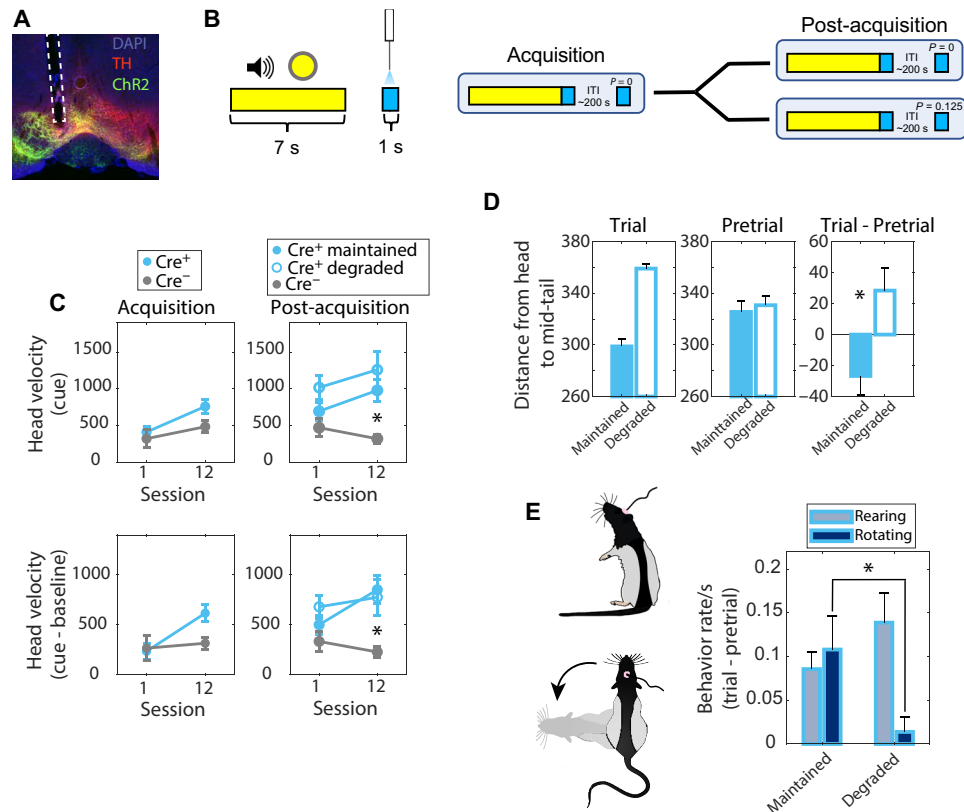 A
DAPI
TH
ChR2
B
7 s
1 s
Acquisition
P = 0
ITI
~200 s
Post-acquisition
P = 0
ITI
~200 s
P = 0.125
ITI
~200 s
C
Cre+
Cre−
Acquisition
Cre+ maintained
Cre+ degraded
Cre−
Post-acquisition
Head velocity
(cue)
1500
1000
500
0
1 12
Session
1500
1000
500
0
*
1 12
Session
Head velocity
(cue - baseline)
1000
500
0
1 12
Session
1000
500
0
*
1 12
Session
D
Distance from head
to mid-tail
Trial
380
340
300
260
Maintained
Degraded
Pretrial
380
340
300
260
Mainttained
Degraded
Trial - Pretrial
60
40
20
0
−20
−40
*
Maintained
Degraded
E
Rearing
Rotating
Behavior rate/s
(trial - pretrial)
0.2
0.15
0.1
0.05
0
*
Maintained
Degraded